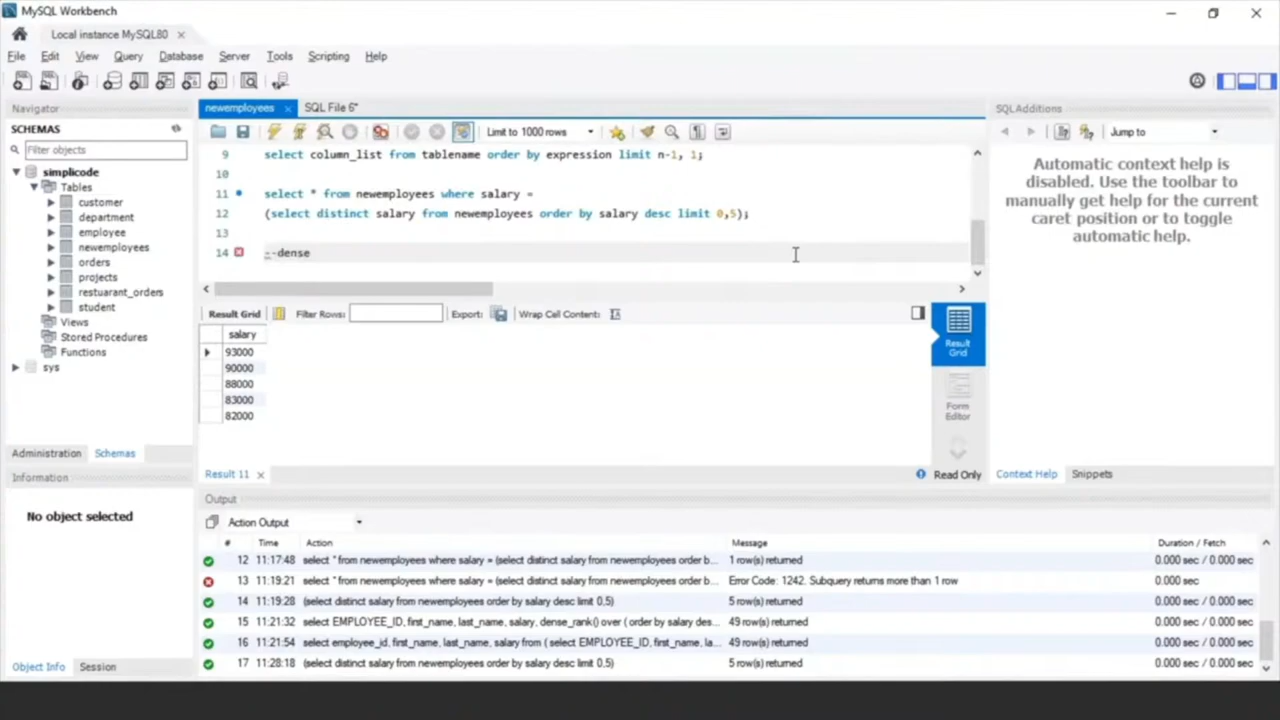 MySQL Workbench
Local instance MySQL80
File Edit View Query Database Server Tools Scripting Help
Navigator
SCHEMAS
Filter objects
simplicode
Tables
customer
department
employee
newemployees
orders
projects
restuarant_orders
student
Views
Stored Procedures
Functions
sys
Administration Schemas
Information
No object selected
Object Info Session
newemployees SQL File 6*
Limit to 1000 rows
9 select column_list from tablename order by expression limit n-1, 1;
10
11 select * from newemployees where salary =
12 (select distinct salary from newemployees order by salary desc limit 0,5);
13
14 --dense
Result Grid Filter Rows: Export: Wrap Cell Content:
salary
93000
90000
88000
83000
82000
Result Grid
Form Editor
Result 11 Read Only
SQLAdditions
Jump to
Automatic context help is
disabled. Use the toolbar to
manually get help for the current
caret position or to toggle
automatic help.
Context Help Snippets
Output
Action Output
# Time Action Message Duration / Fetch
12 11:17:48 select * from newemployees where salary = (select distinct salary from newemployees order b... 1 row(s) returned 0.000 sec / 0.000 sec
13 11:19:21 select * from newemployees where salary = (select distinct salary from newemployees order b... Error Code: 1242. Subquery returns more than 1 row 0.000 sec
14 11:19:28 (select distinct salary from newemployees order by salary desc limit 0,5) 5 row(s) returned 0.000 sec / 0.000 sec
15 11:21:32 select EMPLOYEE_ID, first_name, last_name, salary, dense_rank() over ( order by salary des... 49 row(s) returned 0.000 sec / 0.000 sec
16 11:21:54 select employee_id, first_name, last_name, salary from ( select EMPLOYEE_ID, first_name, la... 49 row(s) returned 0.000 sec / 0.000 sec
17 11:28:18 (select distinct salary from newemployees order by salary desc limit 0,5) 5 row(s) returned 0.000 sec / 0.000 sec